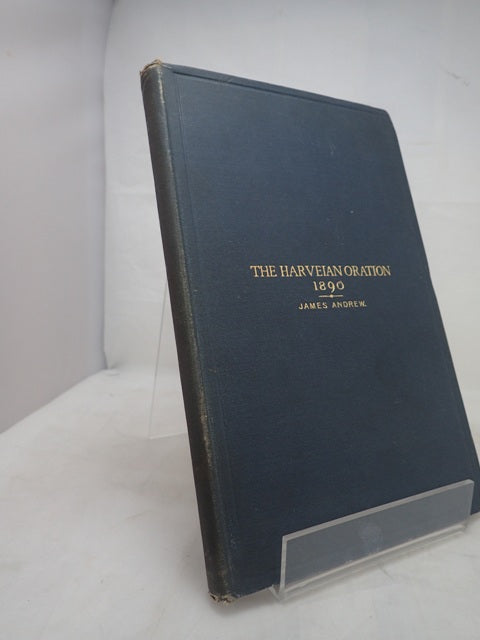 THE HARVEIAN ORATION
1890
JAMES ANDREW.